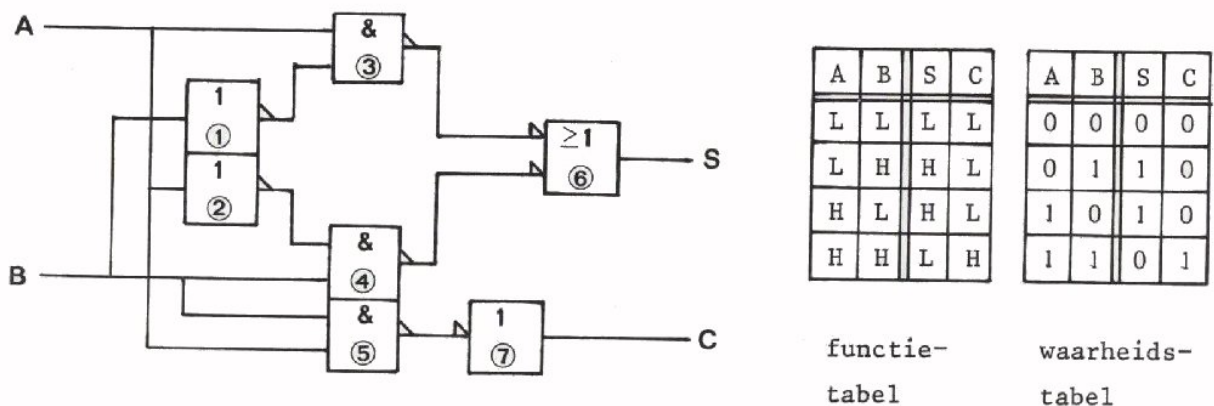 A
&
③
1
①
1
②
≥1
⑥
S
B
&
④
&
⑤
1
⑦
C
A B S C
L L L L
L H H L
H L H L
H H L H
functie-
tabel
A B S C
0 0 0 0
0 1 1 0
1 0 1 0
1 1 0 1
waarheids-
tabel